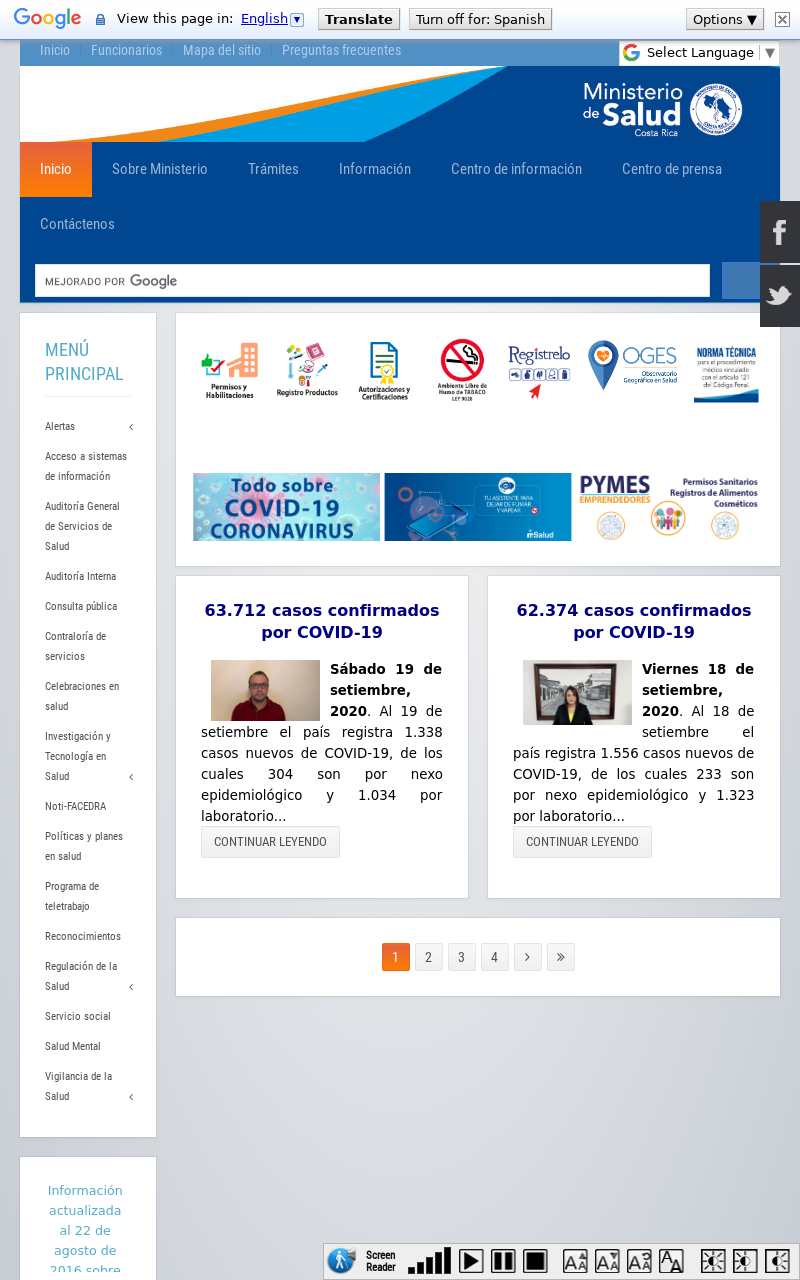 Google View this page in: English Translate Turn off for: Spanish Options ▼
Inicio Funcionarios Mapa del sitio Preguntas frecuentes
Select Language ▼
Ministerio
de Salud
Costa Rica
Inicio Sobre Ministerio Trámites Información Centro de información Centro de prensa
Contáctenos
MEJORADO POR Google
MENÚ
PRINCIPAL
Alertas
Acceso a sistemas
de información
Auditoría General
de Servicios de
Salud
Auditoría Interna
Consulta pública
Contraloría de
servicios
Celebraciones en
salud
Investigación y
Tecnología en
Salud
Noti-FACEDRA
Políticas y planes
en salud
Programa de
teletrabajo
Reconocimientos
Regulación de la
Salud
Servicio social
Salud Mental
Vigilancia de la
Salud
Información
actualizada
al 22 de
agosto de
2016 sobre
Permisos y
Habilitaciones
Registro Productos
Autorizaciones y
Certificaciones
Ambiente Libre de
Humo de TABACO
LEY 9028
Regístrelo
OGES
Observatorio
Geográfico en Salud
NORMA TÉCNICA
para el procedimiento
médico vinculado
con el artículo 121
del Código Penal.
Todo sobre
COVID-19
CORONAVIRUS
TU ASISTENTE PARA
DEJAR DE FUMAR
Y VAPEAR
mSalud
PYMES
EMPRENDEDORES
Permisos Sanitarios
Registros de Alimentos
Cosméticos
63.712 casos confirmados
por COVID-19
Sábado 19 de
setiembre,
2020. Al 19 de
setiembre el país registra 1.338
casos nuevos de COVID-19, de los
cuales 304 son por nexo
epidemiológico y 1.034 por
laboratorio...
CONTINUAR LEYENDO
62.374 casos confirmados
por COVID-19
Viernes 18 de
setiembre,
2020. Al 18 de
setiembre el
país registra 1.556 casos nuevos de
COVID-19, de los cuales 233 son
por nexo epidemiológico y 1.323
por laboratorio...
CONTINUAR LEYENDO
1 2 3 4 > »
Screen
Reader